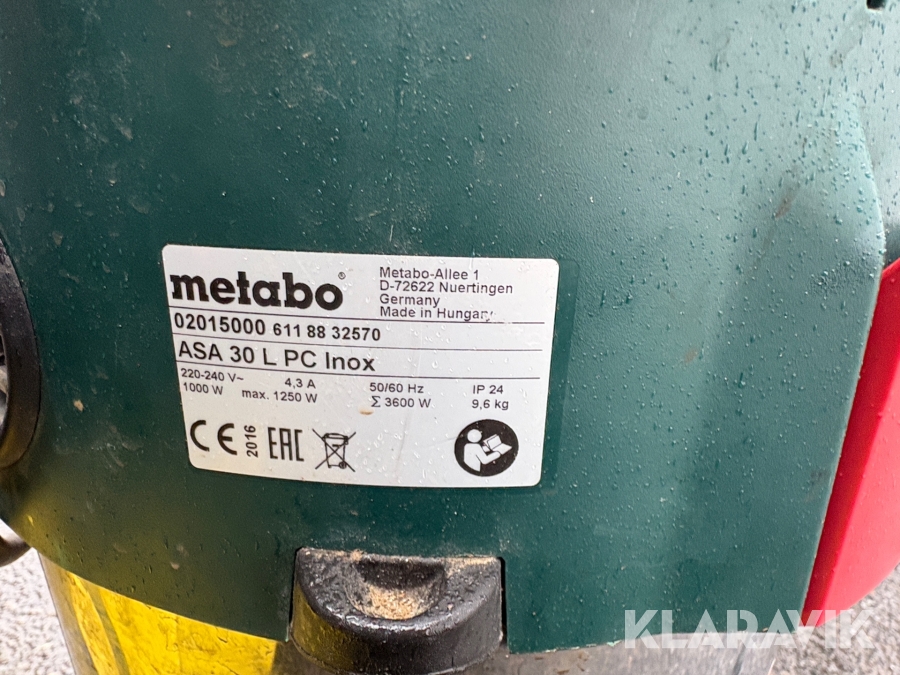 metabo®
Metabo-Allee 1
D-72622 Nuertingen
Germany
Made in Hungary
02015000 611 88 32570
ASA 30 L PC Inox
220-240 V~ 4,3 A 50/60 Hz IP 24
1000 W max. 1250 W Σ 3600 W 9,6 kg
CE 2016 EAC
KLARAVIK